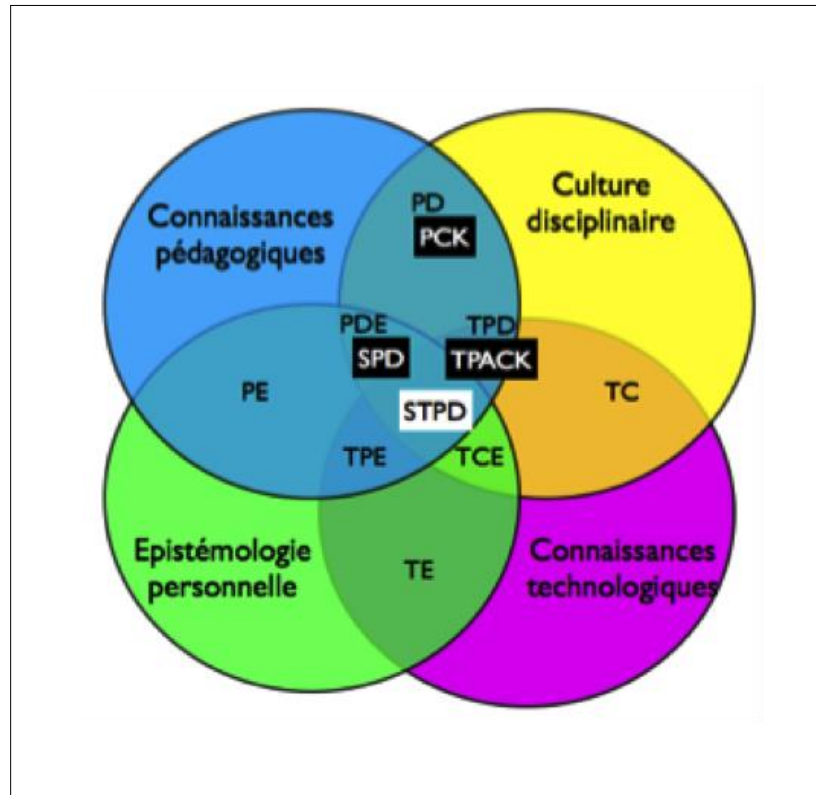 Connaissances
pédagogiques
Culture
disciplinaire
PD
PCK
PDE
SPD
TPD
TPACK
PE
STPD
TC
TPE
TCE
Epistémologie
personnelle
TE
Connaissances
technologiques